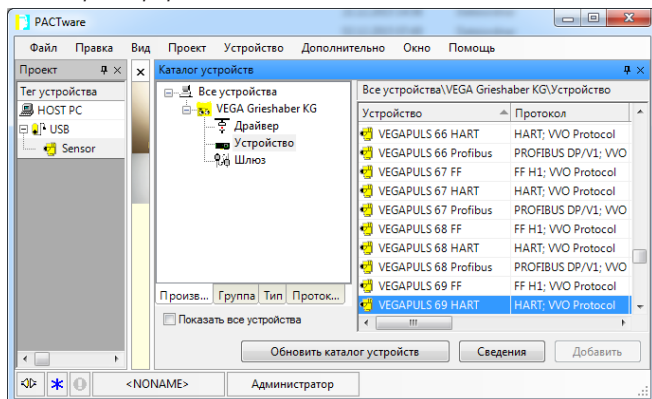 PACTware
Файл Правка Вид Проект Устройство Дополнительно Окно Помощь
Проект
Тег устройства
HOST PC
USB
Sensor
Каталог устройств
Все устройства
VEGA Grieshaber KG
Драйвер
Устройство
Шлюз
Произв... Группа Тип Проток...
Показать все устройства
Все устройства\VEGA Grieshaber KG\Устройство
Устройство Протокол
VEGAPULS 66 HART HART; VVO Protocol
VEGAPULS 66 Profibus PROFIBUS DP/V1; VVO
VEGAPULS 67 FF FF H1; VVO Protocol
VEGAPULS 67 HART HART; VVO Protocol
VEGAPULS 67 Profibus PROFIBUS DP/V1; VVO
VEGAPULS 68 FF FF H1; VVO Protocol
VEGAPULS 68 HART HART; VVO Protocol
VEGAPULS 68 Profibus PROFIBUS DP/V1; VVO
VEGAPULS 69 FF FF H1; VVO Protocol
VEGAPULS 69 HART HART; VVO Protocol
Обновить каталог устройств Сведения Добавить
<NONAME> Администратор